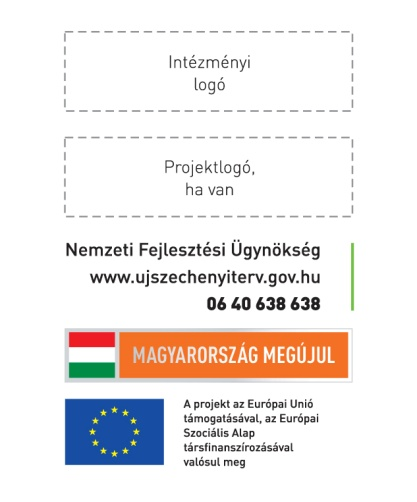 Intézményi
logó
Projektlogó,
ha van
Nemzeti Fejlesztési Ügynökség
www.ujszechenyiterv.gov.hu
06 40 638 638
MAGYARORSZÁG MEGÚJUL
A projekt az Európai Unió
támogatásával, az Európai
Szociális Alap
társfinanszírozásával
valósul meg